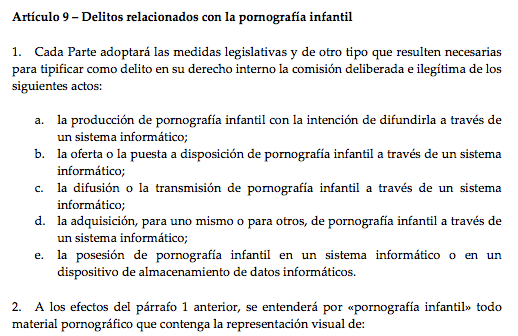 Artículo 9 – Delitos relacionados con la pornografía infantil
1. Cada Parte adoptará las medidas legislativas y de otro tipo que resulten necesarias
para tipificar como delito en su derecho interno la comisión deliberada e ilegítima de los
siguientes actos:
a. la producción de pornografía infantil con la intención de difundirla a través de
un sistema informático;
b. la oferta o la puesta a disposición de pornografía infantil a través de un sistema
informático;
c. la difusión o la transmisión de pornografía infantil a través de un sistema
informático;
d. la adquisición, para uno mismo o para otros, de pornografía infantil a través de
un sistema informático;
e. la posesión de pornografía infantil en un sistema informático o en un
dispositivo de almacenamiento de datos informáticos.
2. A los efectos del párrafo 1 anterior, se entenderá por «pornografía infantil» todo
material pornográfico que contenga la representación visual de: